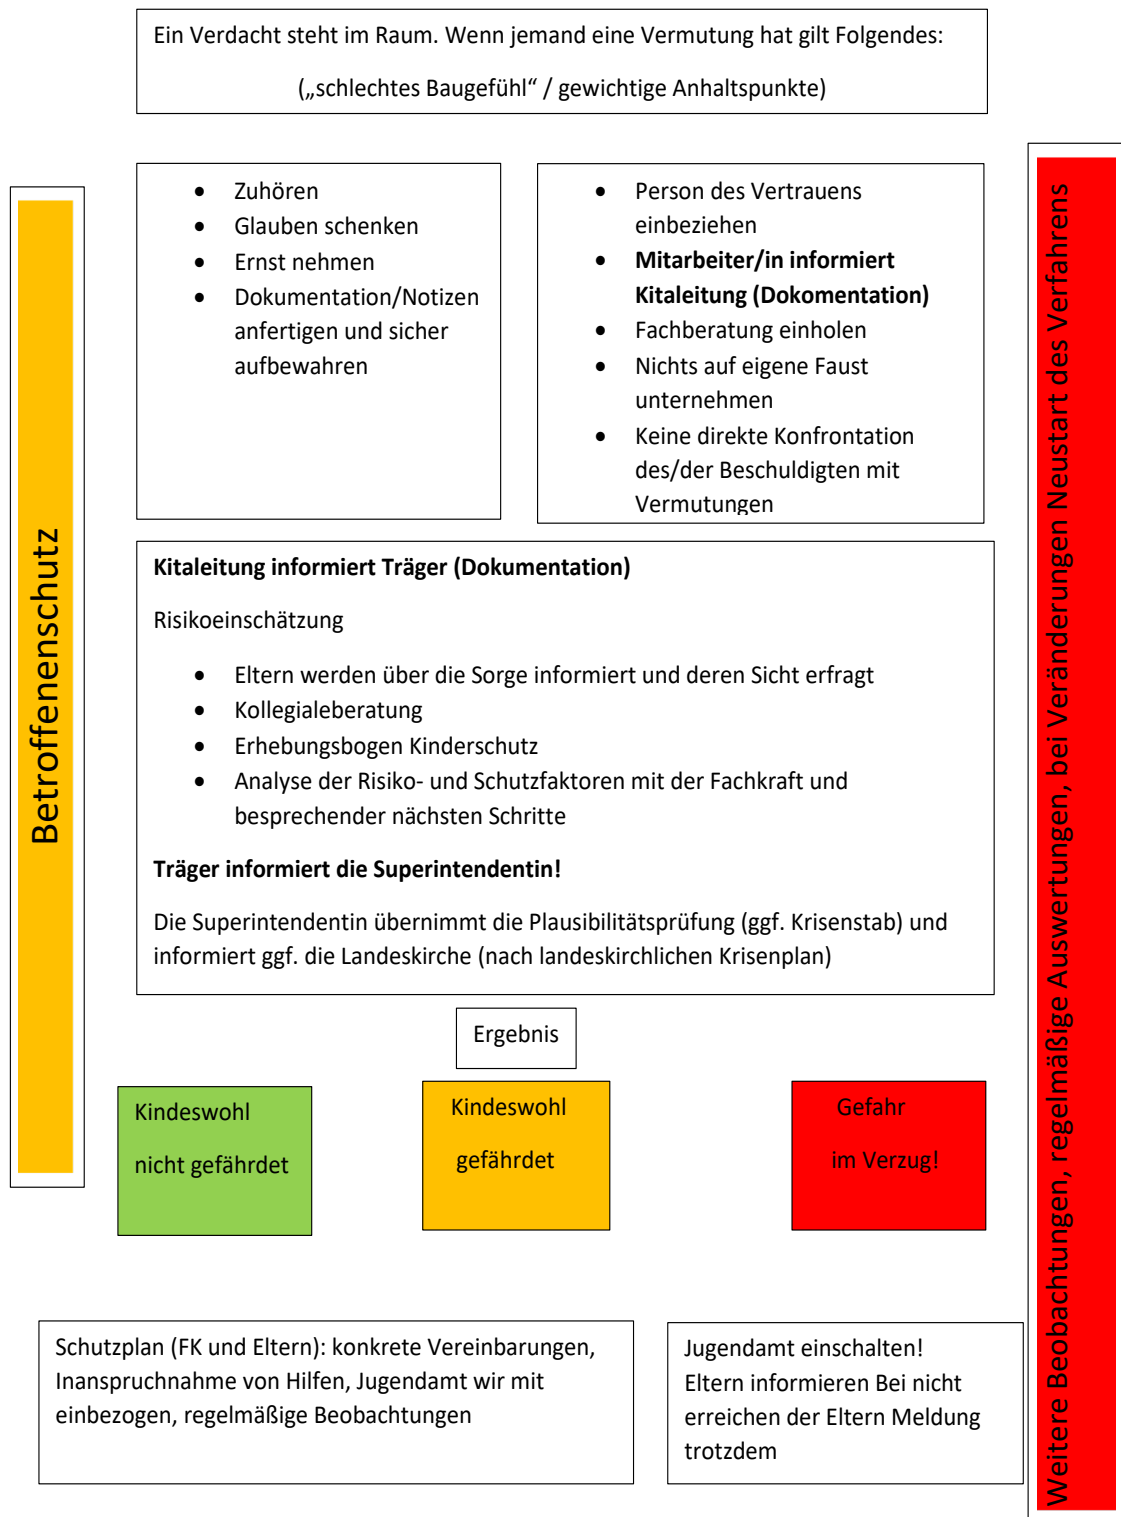 Ein Verdacht steht im Raum. Wenn jemand eine Vermutung hat gilt Folgendes:
(„schlechtes Baugefühl“ / gewichtige Anhaltspunkte)
Betroffenenschutz
• Zuhören
• Glauben schenken
• Ernst nehmen
• Dokumentation/Notizen
anfertigen und sicher
aufbewahren
• Person des Vertrauens
einbeziehen
• Mitarbeiter/in informiert
Kitaleitung (Dokomentation)
• Fachberatung einholen
• Nichts auf eigene Faust
unternehmen
• Keine direkte Konfrontation
des/der Beschuldigten mit
Vermutungen
Weitere Beobachtungen, regelmäßige Auswertungen, bei Veränderungen Neustart des Verfahrens
Kitaleitung informiert Träger (Dokumentation)
Risikoeinschätzung
• Eltern werden über die Sorge informiert und deren Sicht erfragt
• Kollegialeberatung
• Erhebungsbogen Kinderschutz
• Analyse der Risiko- und Schutzfaktoren mit der Fachkraft und
besprechender nächsten Schritte
Träger informiert die Superintendentin!
Die Superintendentin übernimmt die Plausibilitätsprüfung (ggf. Krisenstab) und
informiert ggf. die Landeskirche (nach landeskirchlichen Krisenplan)
Ergebnis
Kindeswohl
nicht gefährdet
Kindeswohl
gefährdet
Gefahr
im Verzug!
Schutzplan (FK und Eltern): konkrete Vereinbarungen,
Inanspruchnahme von Hilfen, Jugendamt wir mit
einbezogen, regelmäßige Beobachtungen
Jugendamt einschalten!
Eltern informieren Bei nicht
erreichen der Eltern Meldung
trotzdem